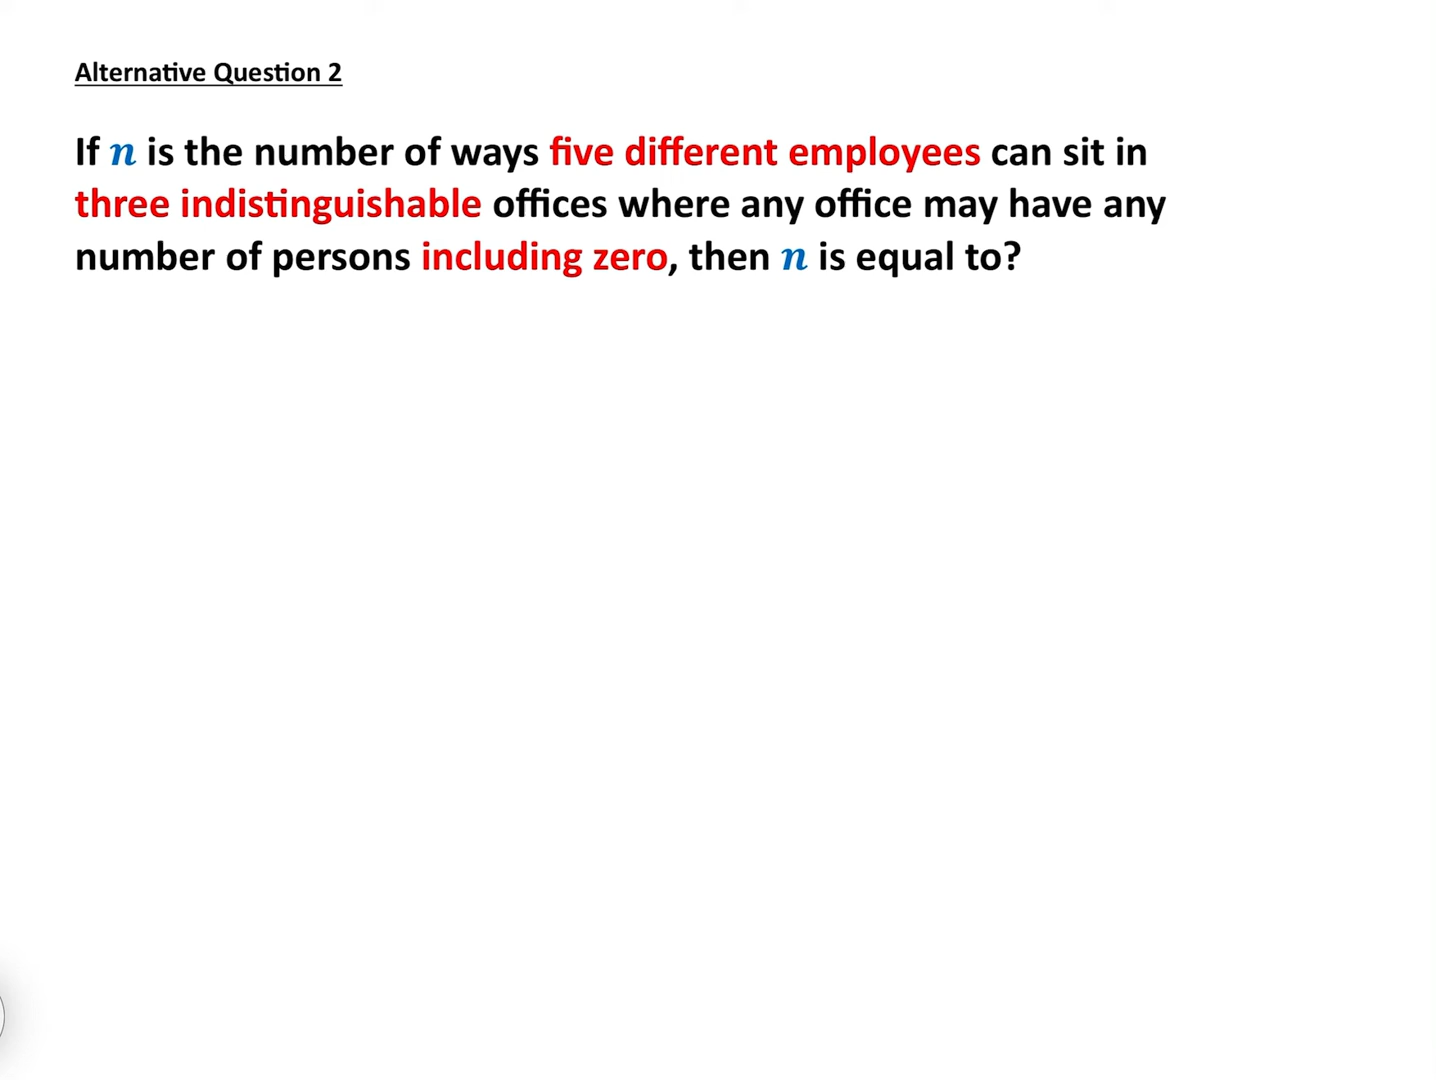 Alternative Question 2
If n is the number of ways five different employees can sit in
three indistinguishable offices where any office may have any
number of persons including zero, then n is equal to?